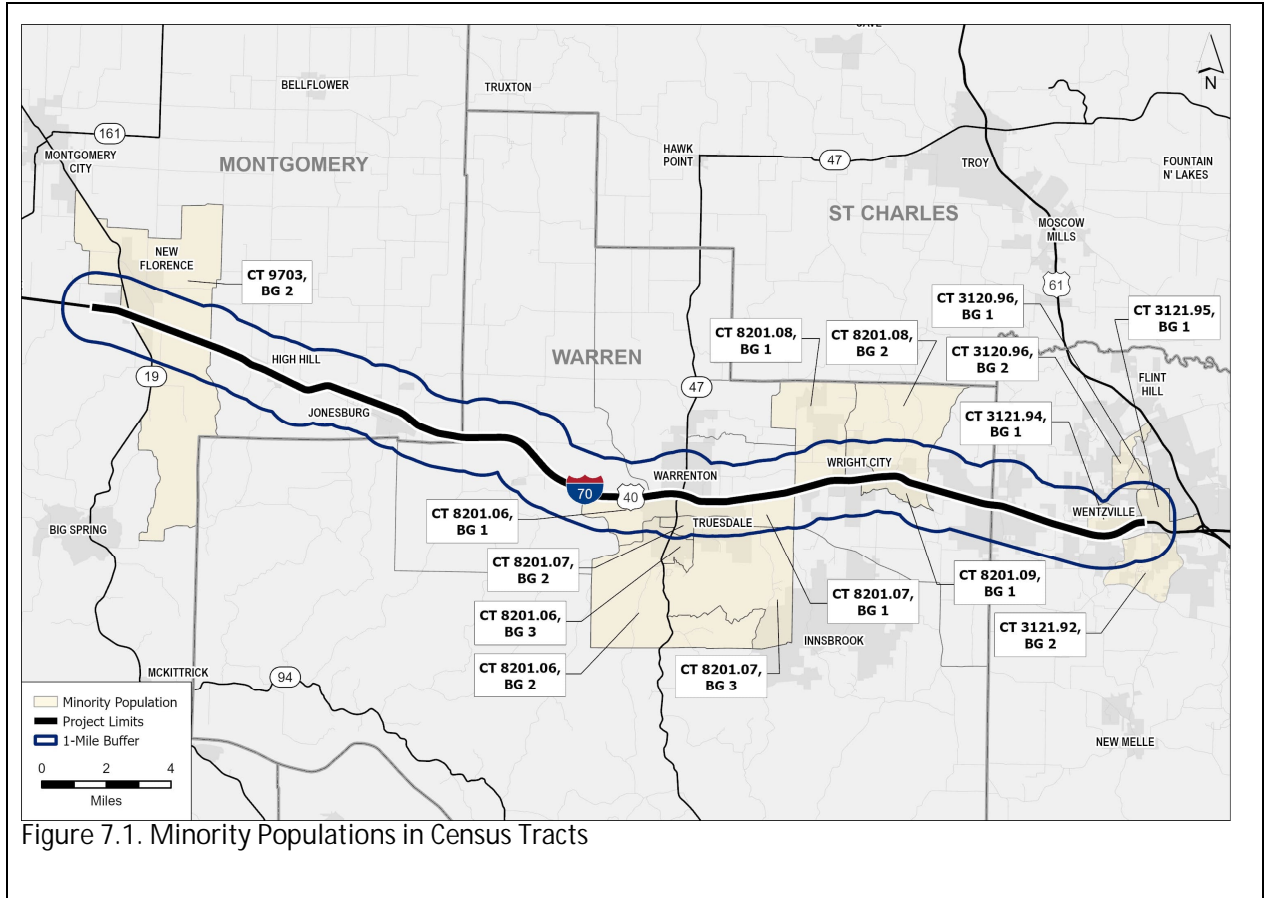 CAVE
BELLFLOWER
TRUXTON
N
161
MONTGOMERY
CITY
MONTGOMERY
HAWK
POINT
47
TROY
FOUNTAIN
N' LAKES
ST CHARLES
MOSCOW
MILLS
NEW
FLORENCE
CT 9703,
BG 2
61
CT 3120.96,
BG 1
CT 3121.95,
BG 1
CT 8201.08,
BG 1
CT 8201.08,
BG 2
CT 3120.96,
BG 2
HIGH HILL
WARREN
19
47
FLINT
HILL
JONESBURG
CT 3121.94,
BG 1
WRIGHT CITY
WARRENTON
70
40
WENTZVILLE
BIG SPRING
CT 8201.06,
BG 1
TRUESDALE
CT 8201.07,
BG 2
CT 8201.09,
BG 1
CT 8201.07,
BG 1
CT 8201.06,
BG 3
CT 3121.92,
BG 2
INNSBROOK
CT 8201.06,
BG 2
CT 8201.07,
BG 3
MCKITTRICK
94
NEW MELLE
Minority Population
Project Limits
1-Mile Buffer
0 2 4
Miles
Figure 7.1. Minority Populations in Census Tracts